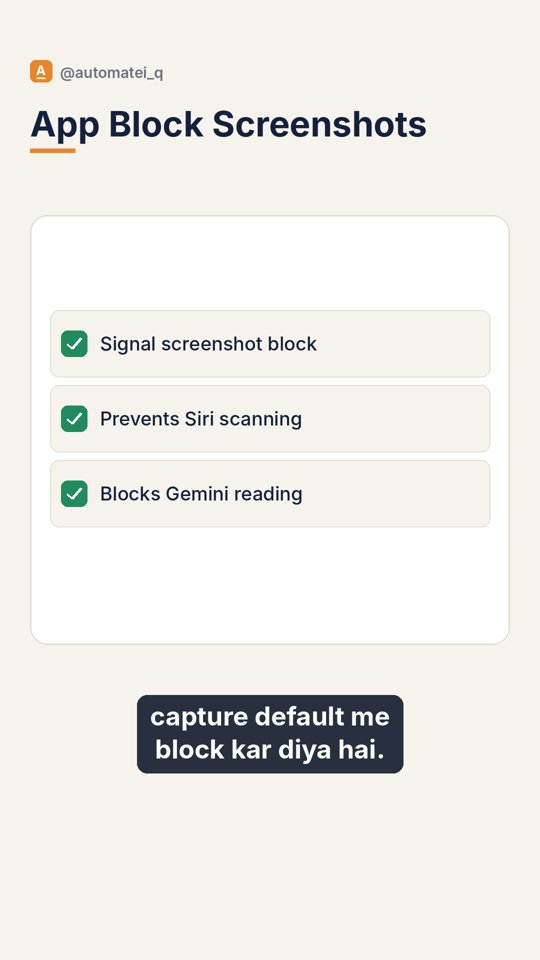 A
@automatei_q
App Block Screenshots
Signal screenshot block
Prevents Siri scanning
Blocks Gemini reading
capture default me
block kar diya hai.